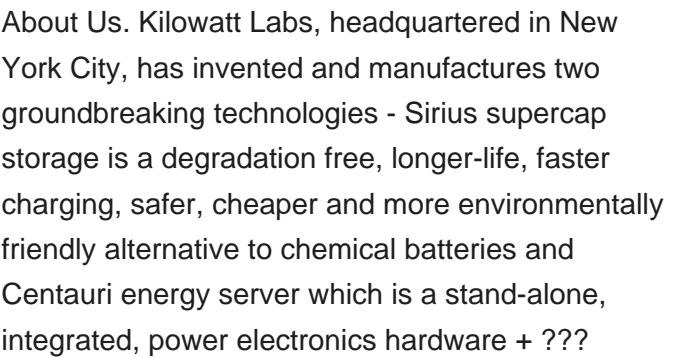 About Us. Kilowatt Labs, headquartered in New
York City, has invented and manufactures two
groundbreaking technologies - Sirius supercap
storage is a degradation free, longer-life, faster
charging, safer, cheaper and more environmentally
friendly alternative to chemical batteries and
Centauri energy server which is a stand-alone,
integrated, power electronics hardware + ???